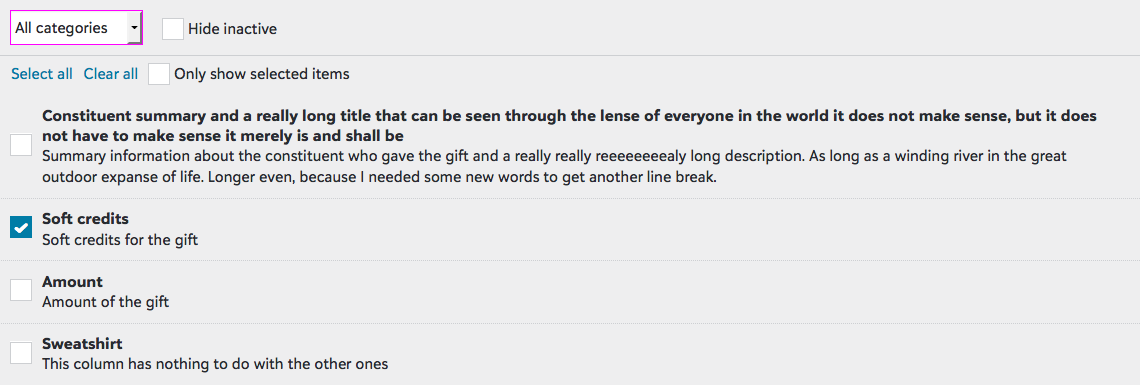 All categories
Hide inactive
Select all Clear all Only show selected items
Constituent summary and a really long title that can be seen through the lense of everyone in the world it does not make sense, but it does
not have to make sense it merely is and shall be
Summary information about the constituent who gave the gift and a really really reeeeeeeealy long description. As long as a winding river in the great
outdoor expanse of life. Longer even, because I needed some new words to get another line break.
Soft credits
Soft credits for the gift
Amount
Amount of the gift
Sweatshirt
This column has nothing to do with the other ones